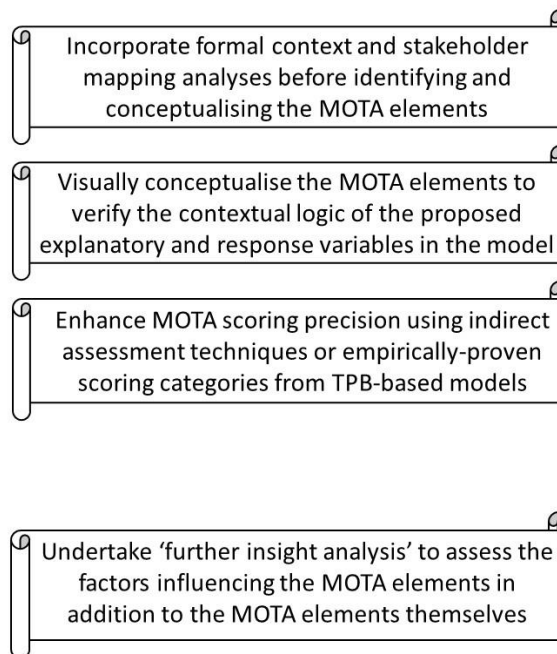 Incorporate formal context and stakeholder
mapping analyses before identifying and
conceptualising the MOTA elements
Visually conceptualise the MOTA elements to
verify the contextual logic of the proposed
explanatory and response variables in the model
Enhance MOTA scoring precision using indirect
assessment techniques or empirically-proven
scoring categories from TPB-based models
Undertake ‘further insight analysis’ to assess the
factors influencing the MOTA elements in
addition to the MOTA elements themselves